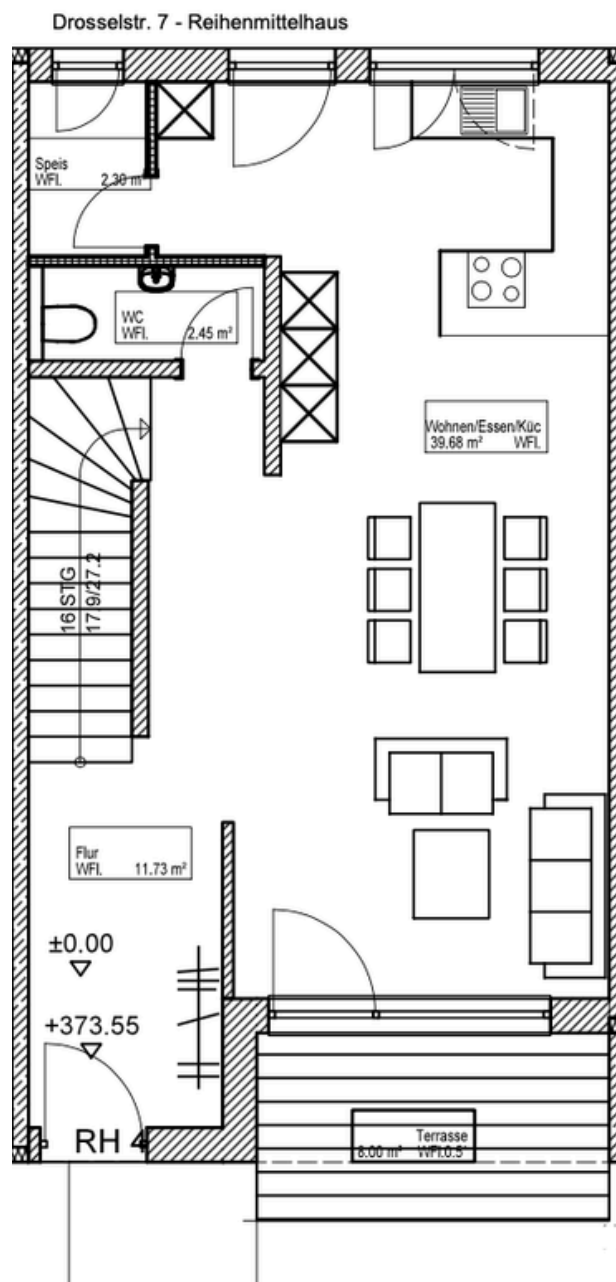 Drosselstr. 7 - Reihenmittelhaus
Speis
WFl. 2.30 m²
WC
WFl. 2.45 m²
Wohnen/Essen/Küc
39.68 m² WFl.
16 STG
17.9/27.2
Flur
WFl. 11.73 m²
±0.00
+373.55
RH 4
Terrasse
8.00 m² WFl.0.5